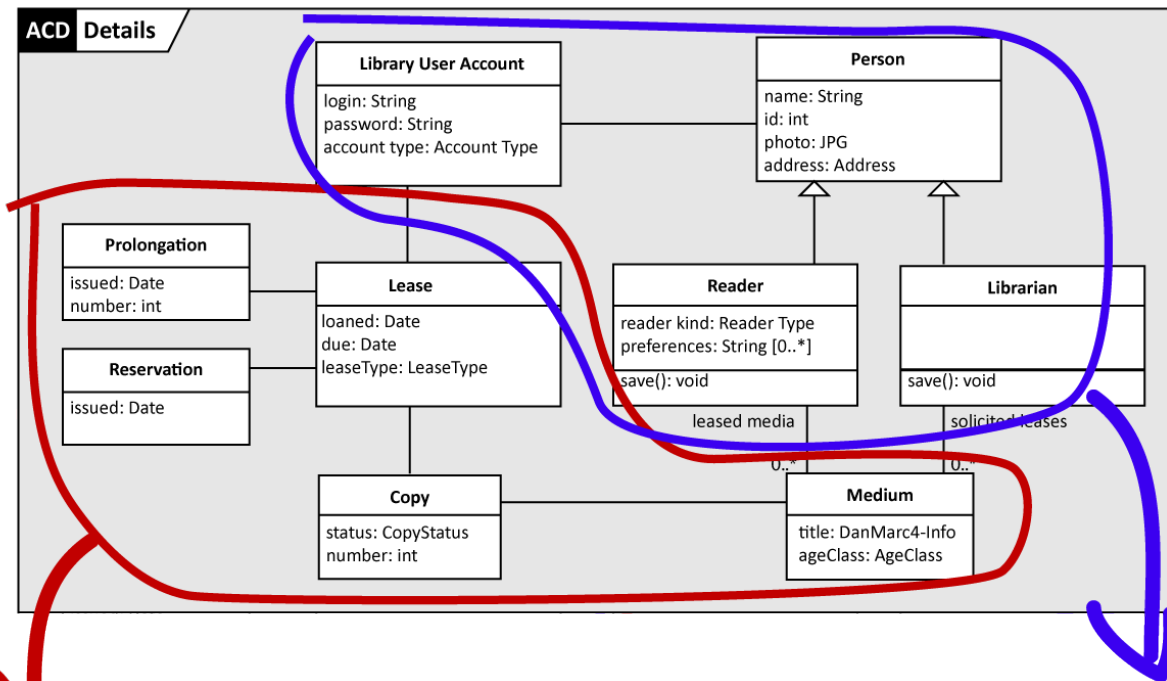 ACD Details
Library User Account
login: String
password: String
account type: Account Type
Person
name: String
id: int
photo: JPG
address: Address
Prolongation
issued: Date
number: int
Lease
loaned: Date
due: Date
leaseType: LeaseType
Reader
reader kind: Reader Type
preferences: String [0..*]
save(): void
Librarian
save(): void
Reservation
issued: Date
leased media
0..*
solicited leases
0..*
Copy
status: CopyStatus
number: int
Medium
title: DanMarc4-Info
ageClass: AgeClass